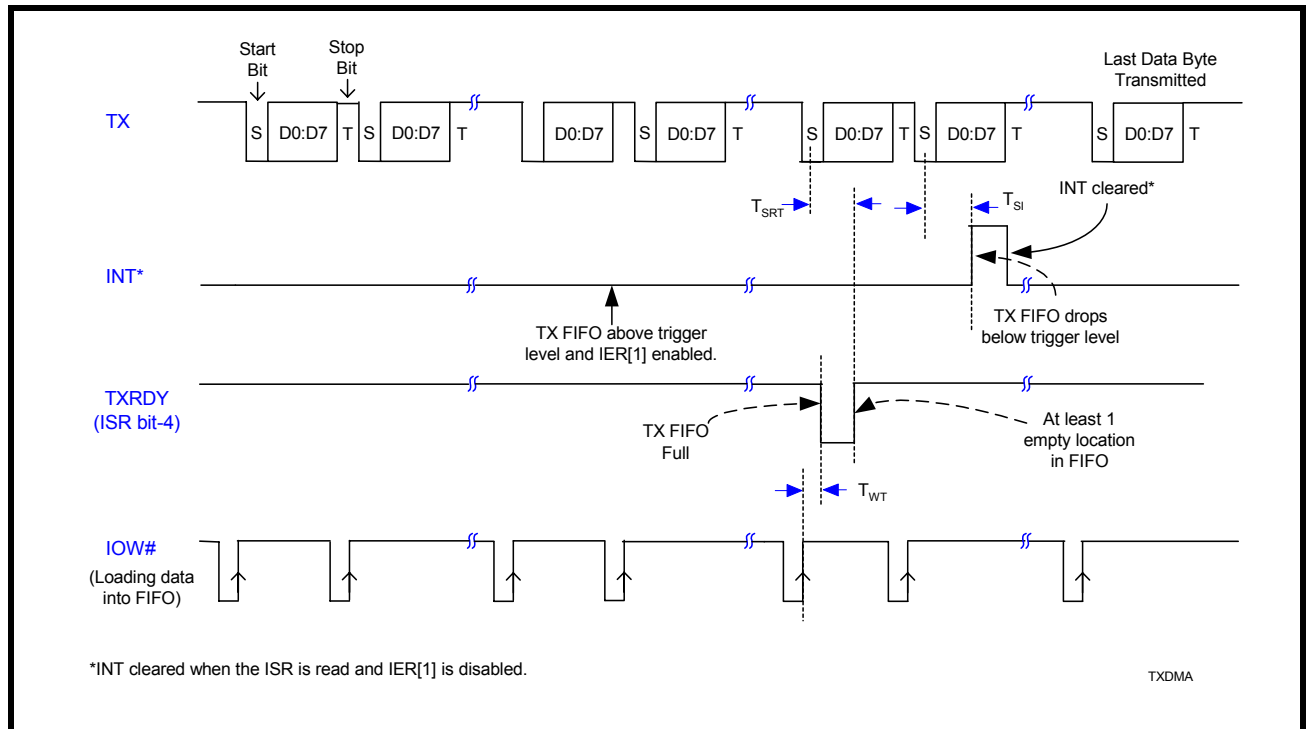 Start
Bit
Stop
Bit
Last Data Byte
Transmitted
TX
S D0:D7 T S D0:D7 T D0:D7 S D0:D7 T S D0:D7 T S D0:D7 T S D0:D7 T
TSRT
TSI
INT cleared*
INT*
TX FIFO above trigger
level and IER[1] enabled.
TX FIFO drops
below trigger level
TXRDY
(ISR bit-4)
TX FIFO
Full
At least 1
empty location
in FIFO
TWT
IOW#
(Loading data
into FIFO)
*INT cleared when the ISR is read and IER[1] is disabled.
TXDMA